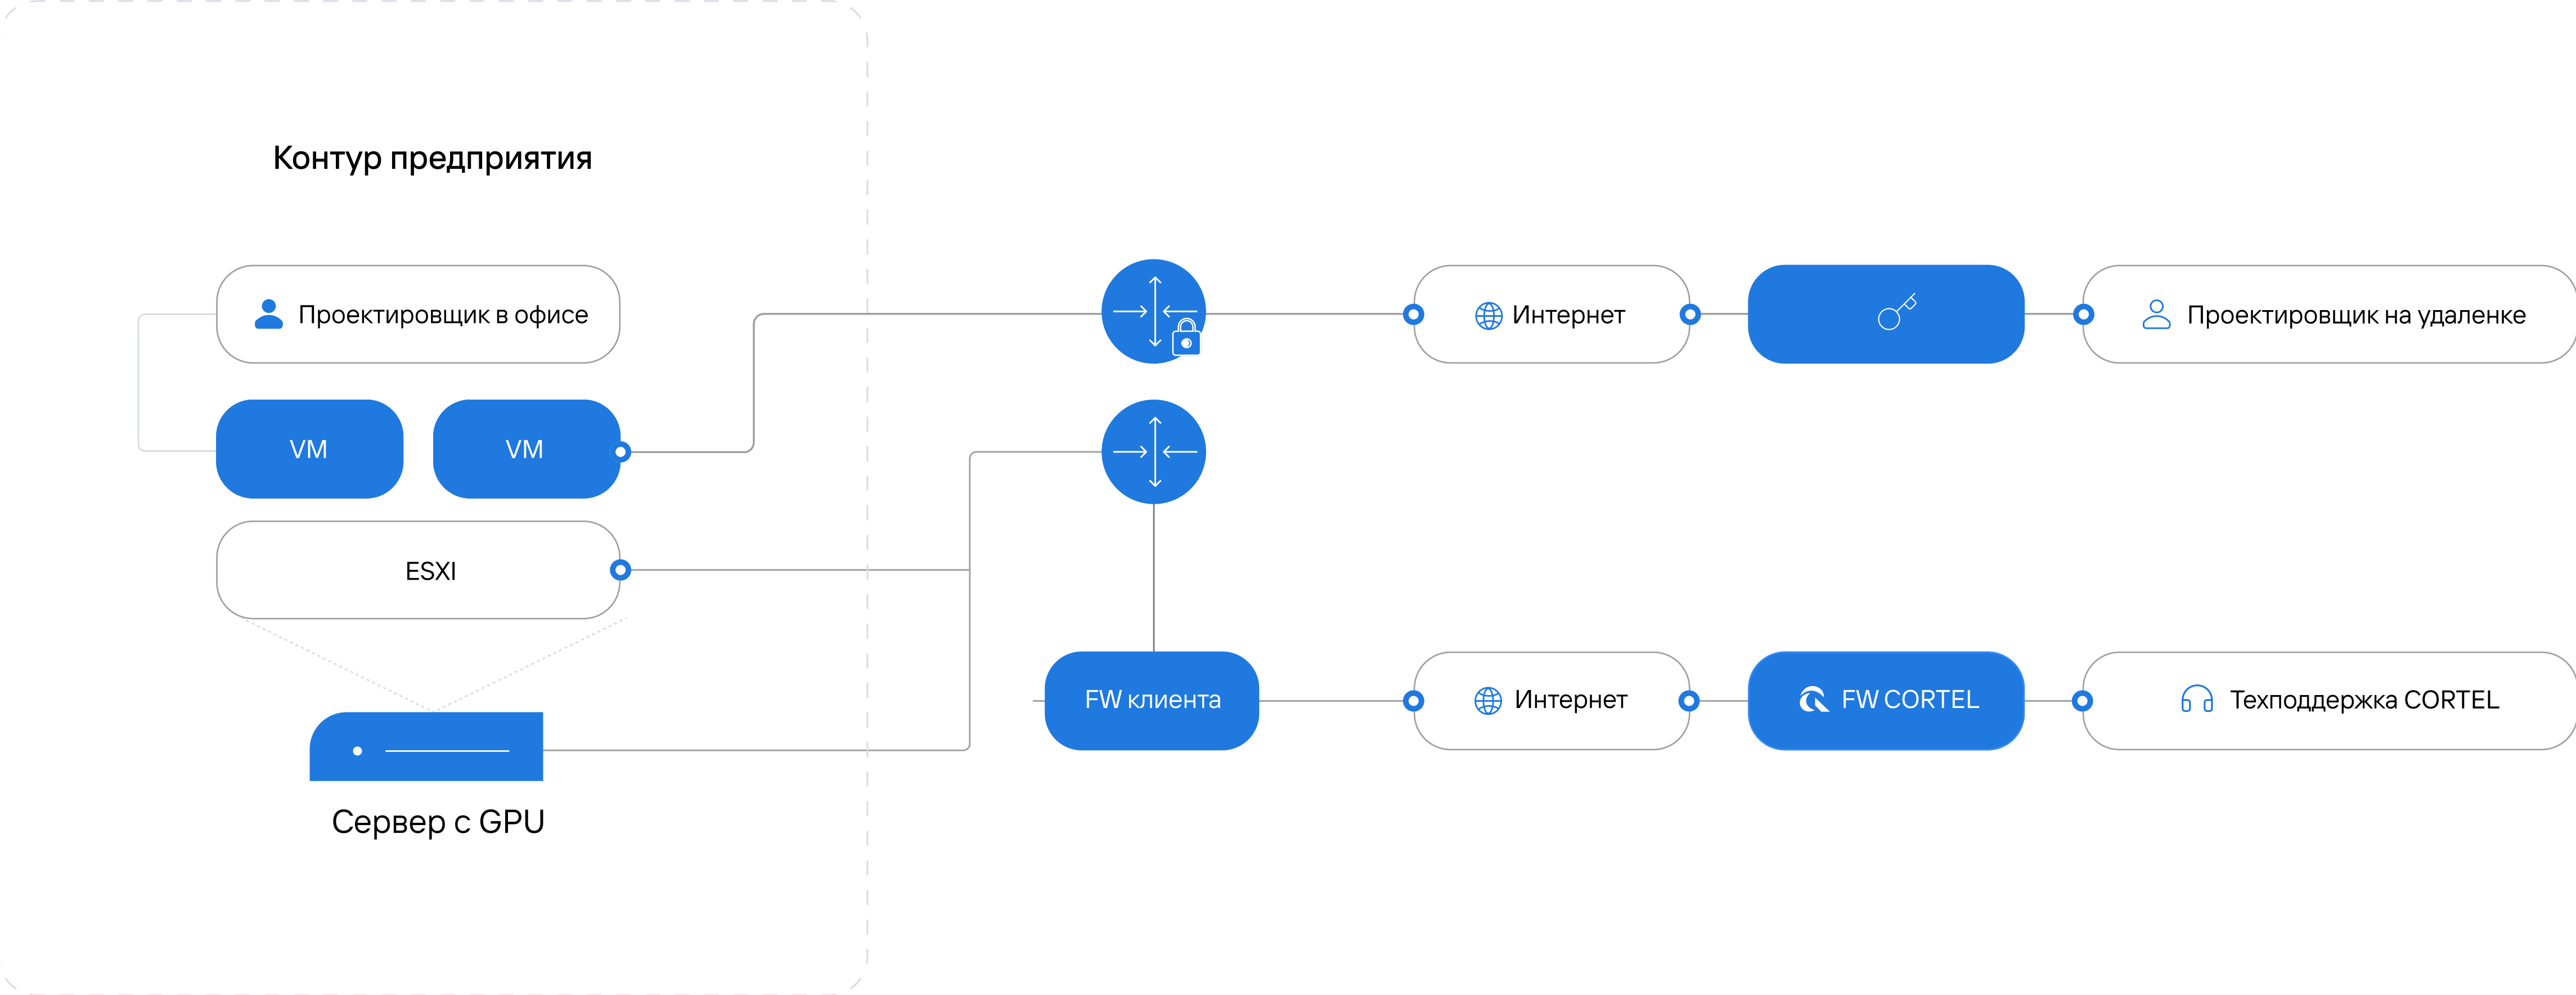 Контур предприятия
Проектировщик в офисе
Интернет
Проектировщик на удаленке
VM
VM
ESXI
FW клиента
Интернет
FW CORTEL
Техподдержка CORTEL
Сервер с GPU